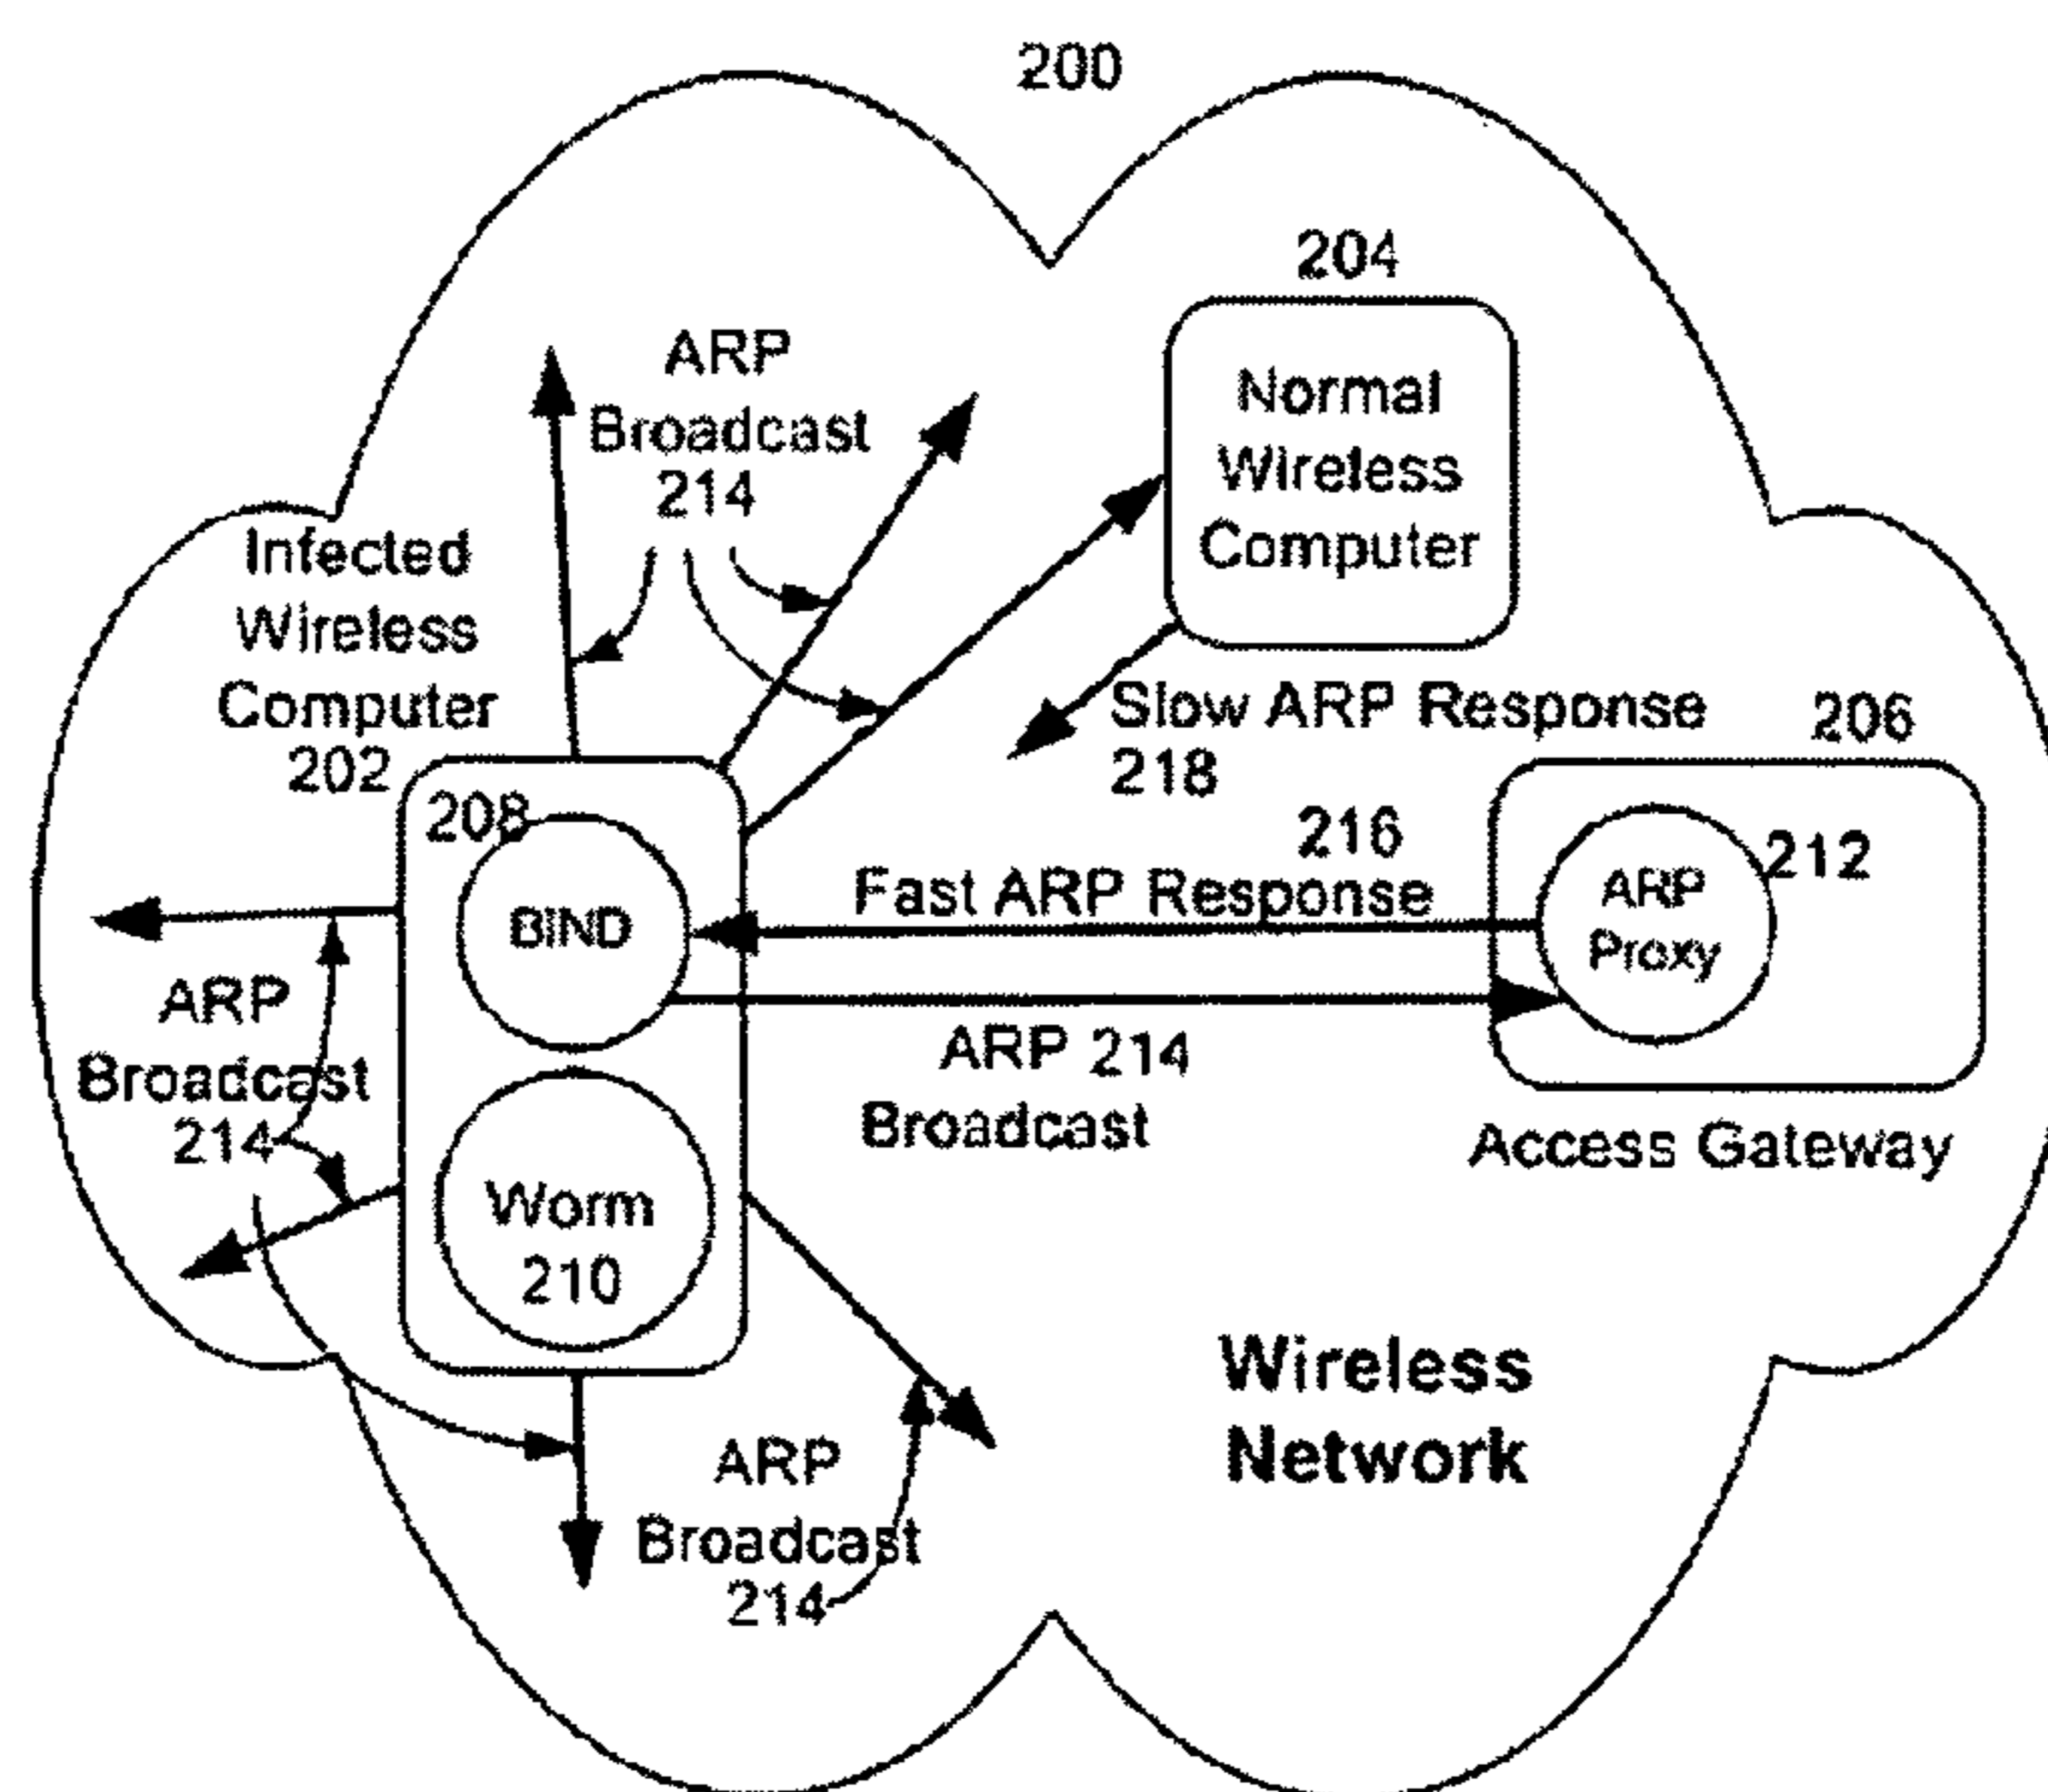 200
204
Normal
Wireless
Computer
ARP
Broadcast
214
Infected
Wireless
Computer
202
Slow ARP Response
218
206
208
BIND
216
Fast ARP Response
ARP
Proxy
212
ARP 214
Broadcast
Access Gateway
ARP
Broadcast
214
Worm
210
Wireless
Network
ARP
Broadcast
214